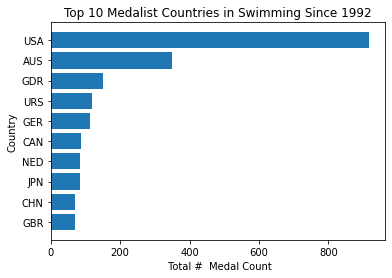 Top 10 Medalist Countries in Swimming Since 1992
Country
USA
AUS
GDR
URS
GER
CAN
NED
JPN
CHN
GBR
0 200 400 600 800
Total #  Medal Count